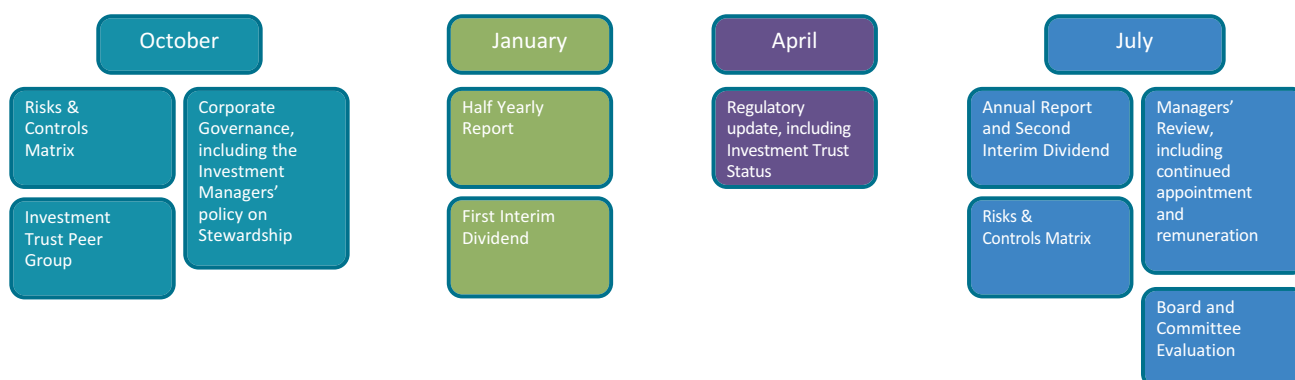 October
Risks &
Controls
Matrix
Investment
Trust Peer
Group
Corporate
Governance,
including the
Investment
Managers’
policy on
Stewardship
January
Half Yearly
Report
First Interim
Dividend
April
Regulatory
update, including
Investment Trust
Status
July
Annual Report
and Second
Interim Dividend
Risks &
Controls Matrix
Managers’
Review,
including
continued
appointment
and
remuneration
Board and
Committee
Evaluation